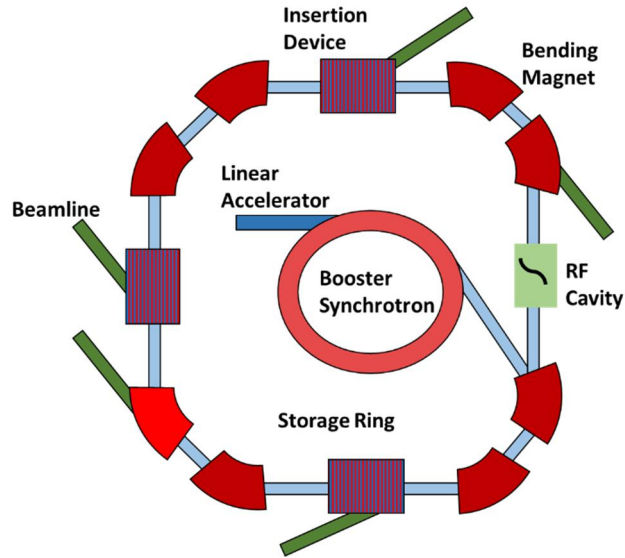 Insertion
Device
Bending
Magnet
Linear
Accelerator
Beamline
Booster
Synchrotron
RF
Cavity
Storage Ring